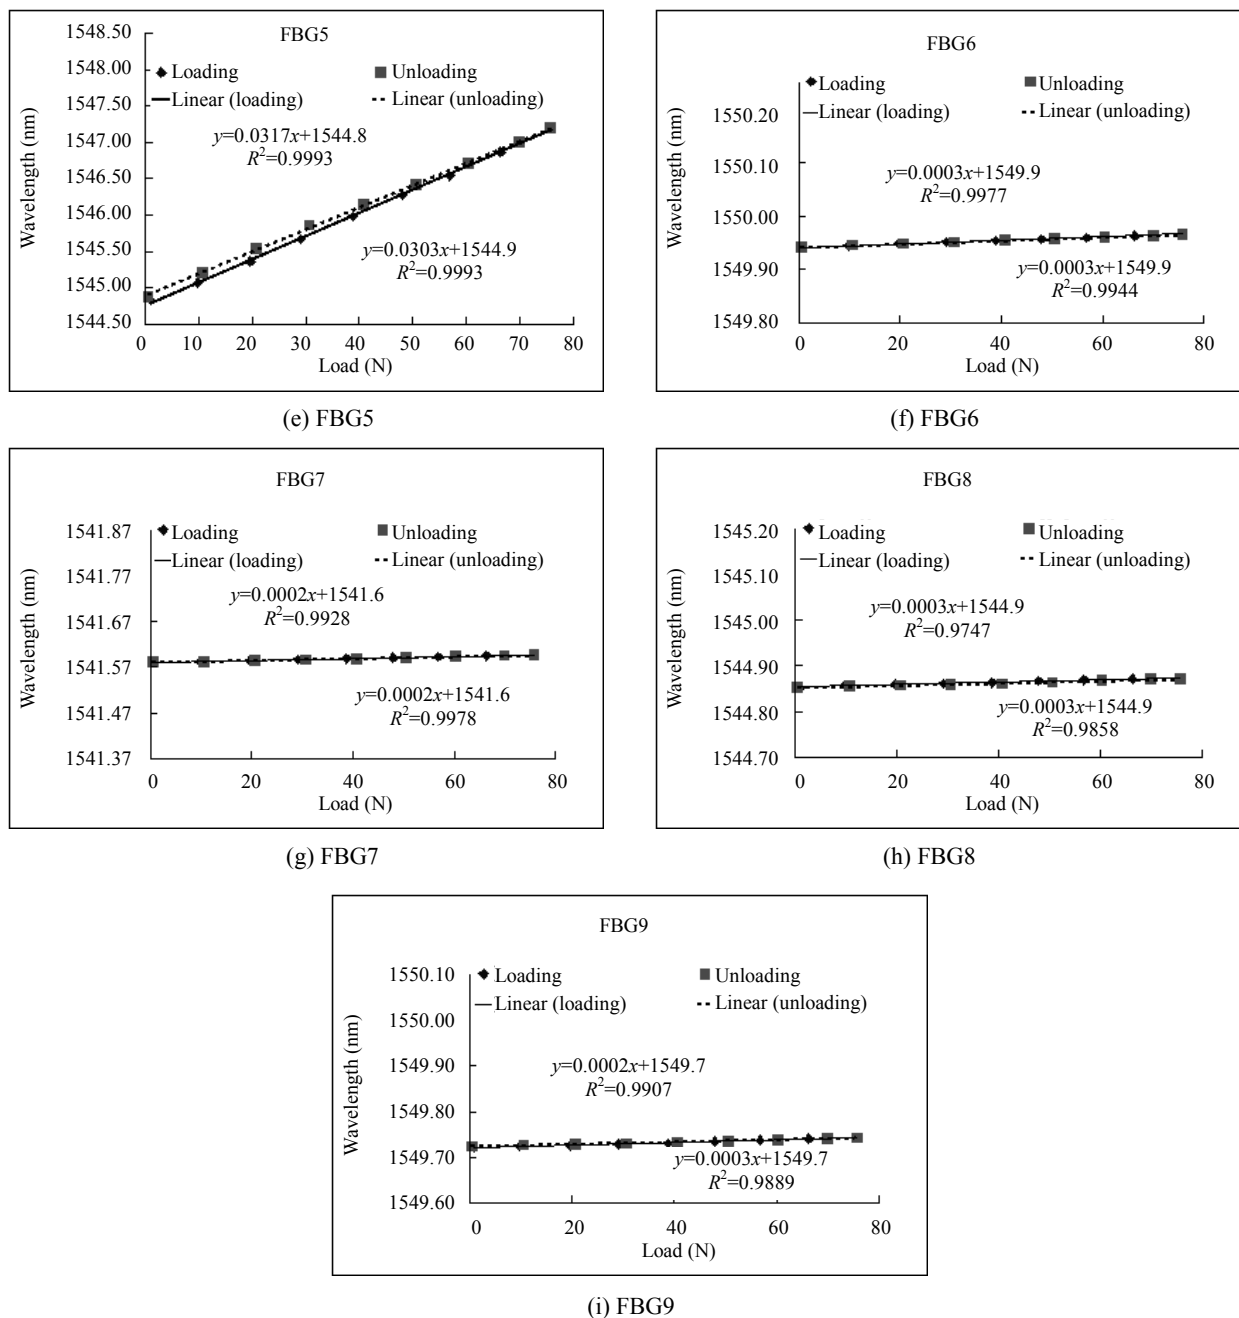 FBG5
1548.50
1548.00
1547.50
1547.00
1546.50
1546.00
1545.50
1545.00
1544.50
Wavelength (nm)
Loading
Unloading
Linear (loading)
Linear (unloading)
y=0.0317x+1544.8
R²=0.9993
y=0.0303x+1544.9
R²=0.9993
0 10 20 30 40 50 60 70 80
Load (N)
(e) FBG5
FBG6
1550.20
1550.10
1550.00
1549.90
1549.80
Wavelength (nm)
Loading
Unloading
Linear (loading)
Linear (unloading)
y=0.0003x+1549.9
R²=0.9977
y=0.0003x+1549.9
R²=0.9944
0 20 40 60 80
Load (N)
(f) FBG6
FBG7
1541.87
1541.77
1541.67
1541.57
1541.47
1541.37
Wavelength (nm)
Loading
Unloading
Linear (loading)
Linear (unloading)
y=0.0002x+1541.6
R²=0.9928
y=0.0002x+1541.6
R²=0.9978
0 20 40 60 80
Load (N)
(g) FBG7
FBG8
1545.20
1545.10
1545.00
1544.90
1544.80
1544.70
Wavelength (nm)
Loading
Unloading
Linear (loading)
Linear (unloading)
y=0.0003x+1544.9
R²=0.9747
y=0.0003x+1544.9
R²=0.9858
0 20 40 60 80
Load (N)
(h) FBG8
FBG9
1550.10
1550.00
1549.90
1549.80
1549.70
1549.60
Wavelength (nm)
Loading
Unloading
Linear (loading)
Linear (unloading)
y=0.0002x+1549.7
R²=0.9907
y=0.0003x+1549.7
R²=0.9889
0 20 40 60 80
Load (N)
(i) FBG9